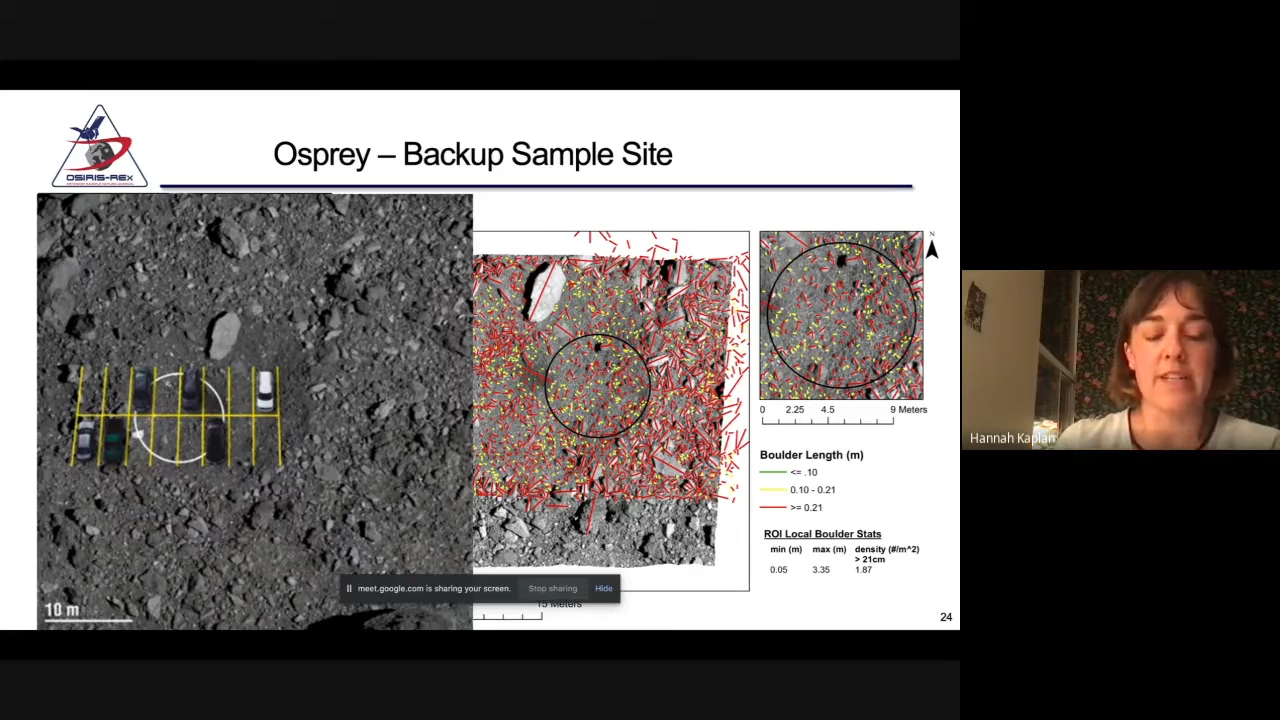 OSIRIS-REx
Osprey – Backup Sample Site
N
0 2.25 4.5 9 Meters
Boulder Length (m)
<= .10
0.10 - 0.21
>= 0.21
ROI Local Boulder Stats
min (m) max (m) density (#/m^2)
> 21cm
0.05 3.35 1.87
meet.google.com is sharing your screen. Stop sharing Hide
10 m
15 Meters
24
Hannah Kaplan